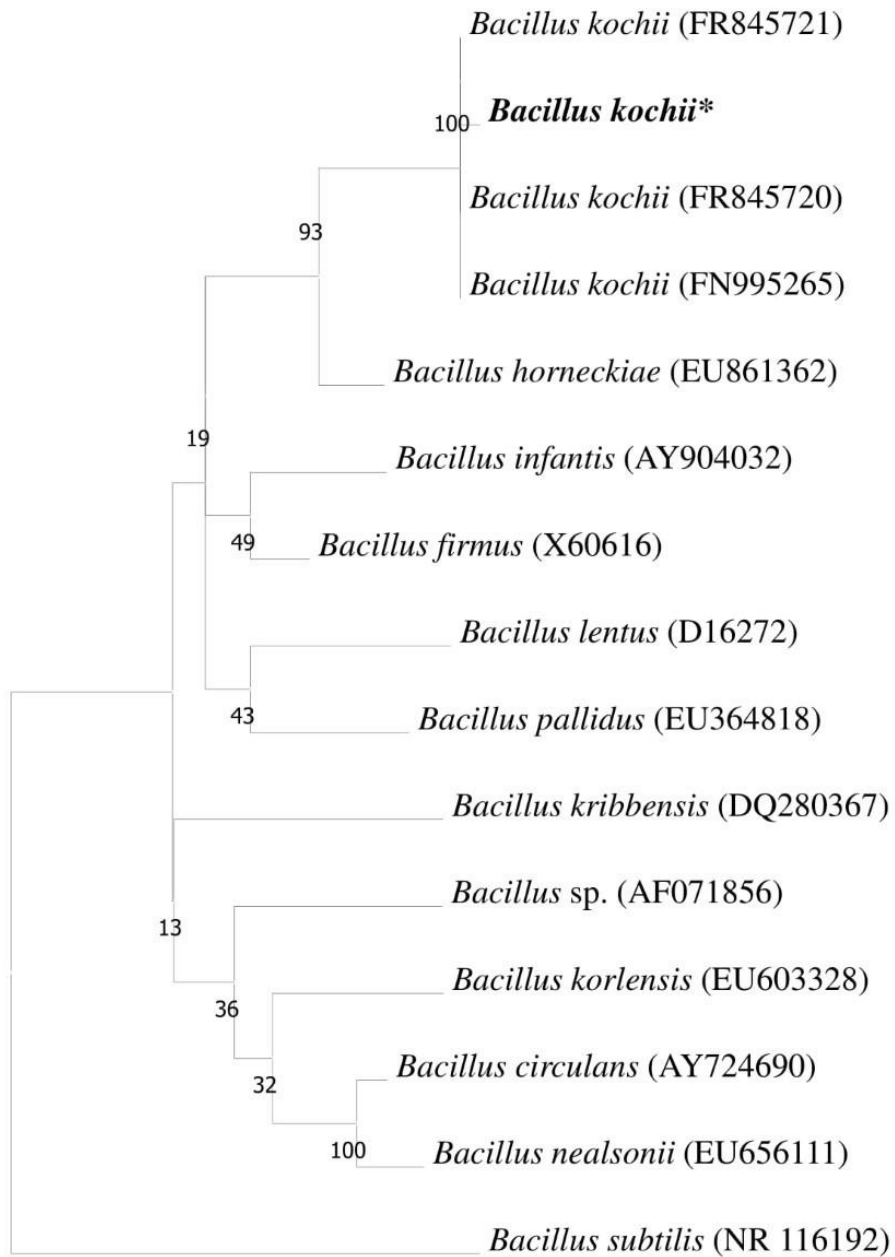 Bacillus kochii (FR845721)
100 Bacillus kochii*
Bacillus kochii (FR845720)
93
Bacillus kochii (FN995265)
Bacillus horneckiae (EU861362)
19
Bacillus infantis (AY904032)
49 Bacillus firmus (X60616)
Bacillus lentus (D16272)
43 Bacillus pallidus (EU364818)
Bacillus kribbensis (DQ280367)
Bacillus sp. (AF071856)
13
Bacillus korlensis (EU603328)
36
Bacillus circulans (AY724690)
32
100 Bacillus nealsonii (EU656111)
Bacillus subtilis (NR 116192)